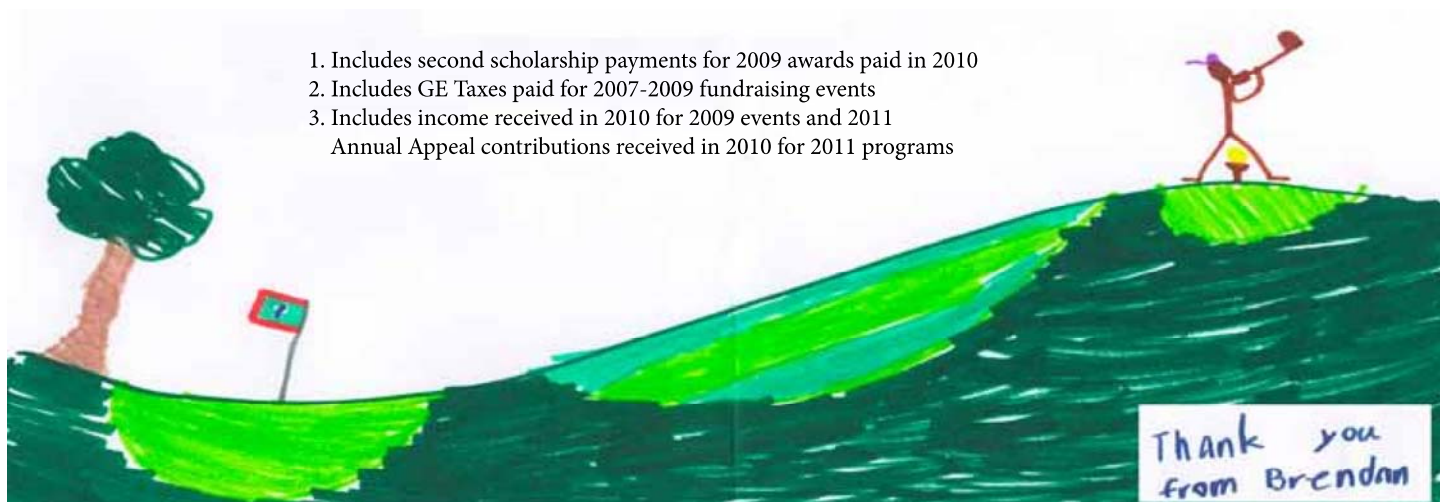 1. Includes second scholarship payments for 2009 awards paid in 2010
2. Includes GE Taxes paid for 2007-2009 fundraising events
3. Includes income received in 2010 for 2009 events and 2011
Annual Appeal contributions received in 2010 for 2011 programs
Thank you
from Brendan